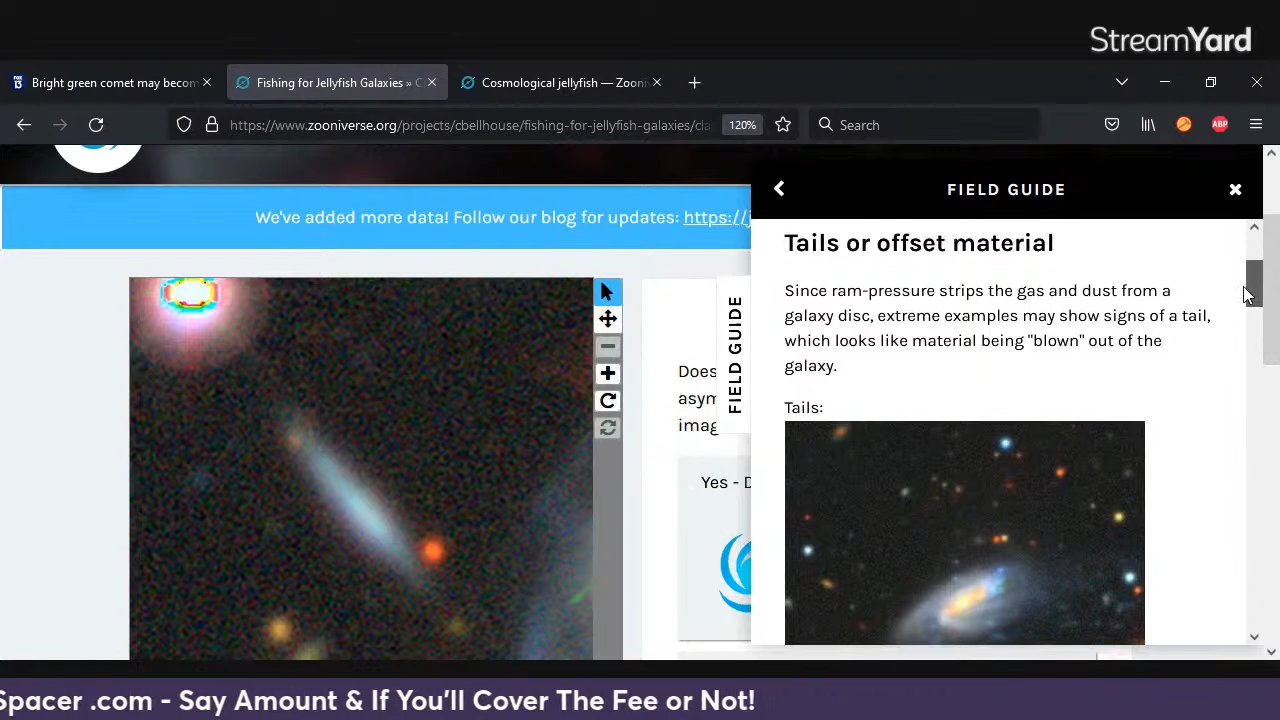 StreamYard
Bright green comet may becom
Fishing for Jellyfish Galaxies » C
Cosmological jellyfish — Zooni
https://www.zooniverse.org/projects/cbellhouse/fishing-for-jellyfish-galaxies/cla
120%
Search
ABP
We've added more data! Follow our blog for updates: https://j
FIELD GUIDE
FIELD GUIDE
Tails or offset material
Since ram-pressure strips the gas and dust from a
galaxy disc, extreme examples may show signs of a tail,
which looks like material being "blown" out of the
galaxy.
Tails:
Does
asym
imag
Yes - D
Spacer .com - Say Amount & If You'll Cover The Fee or Not!